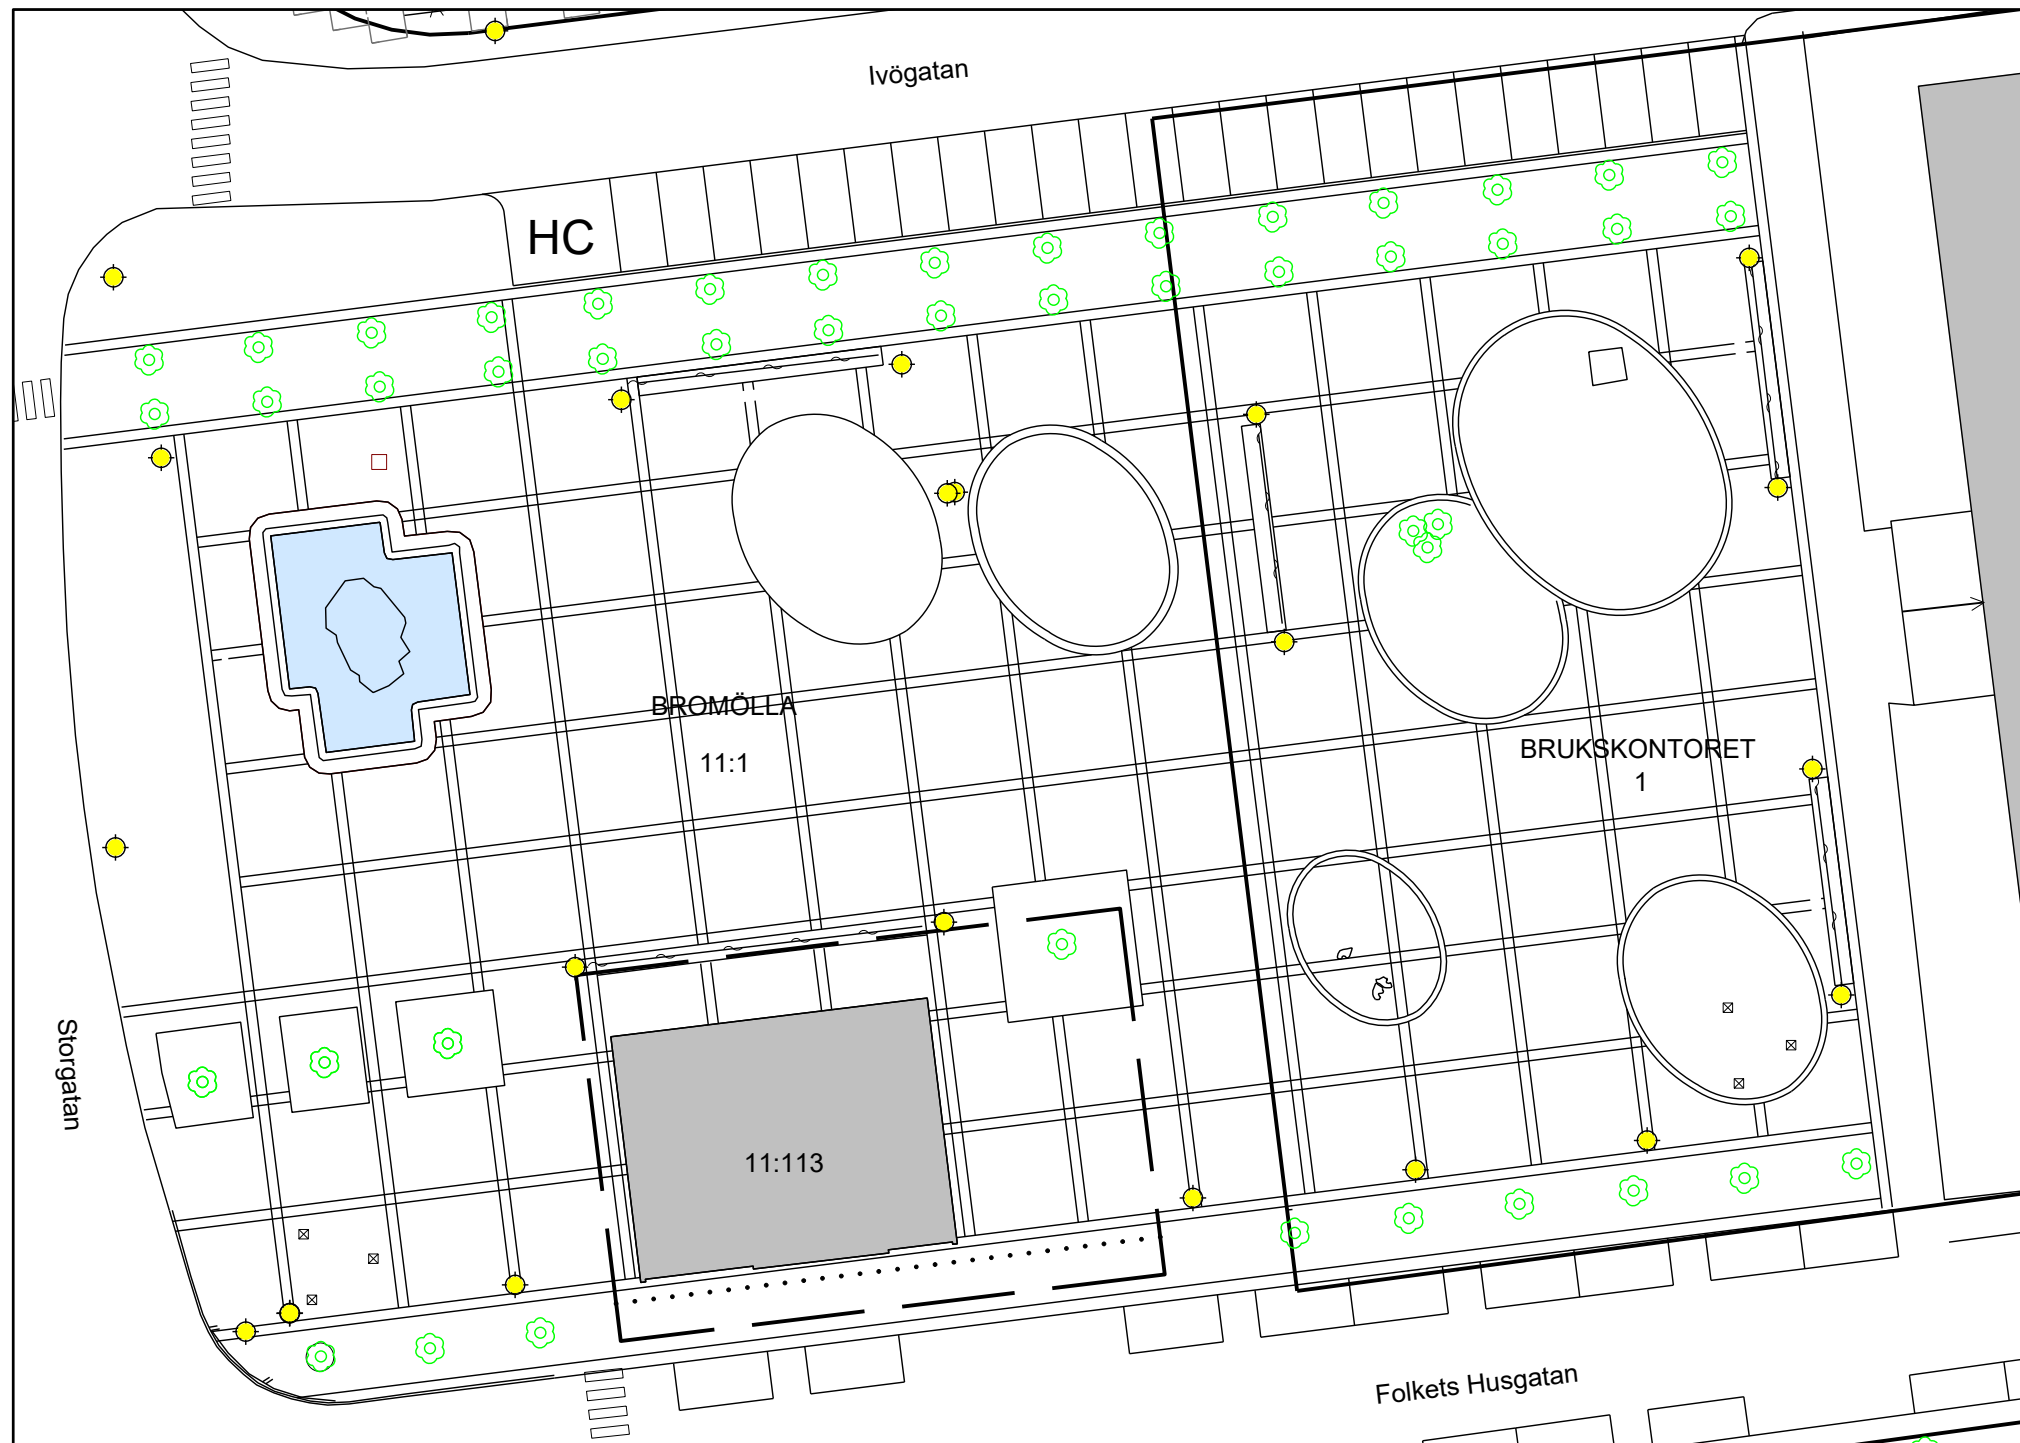 Ivögatan
HC
BROMÖLLA
11:1
BRUKSKONTORET
1
11:113
Storgatan
Folkets Husgatan